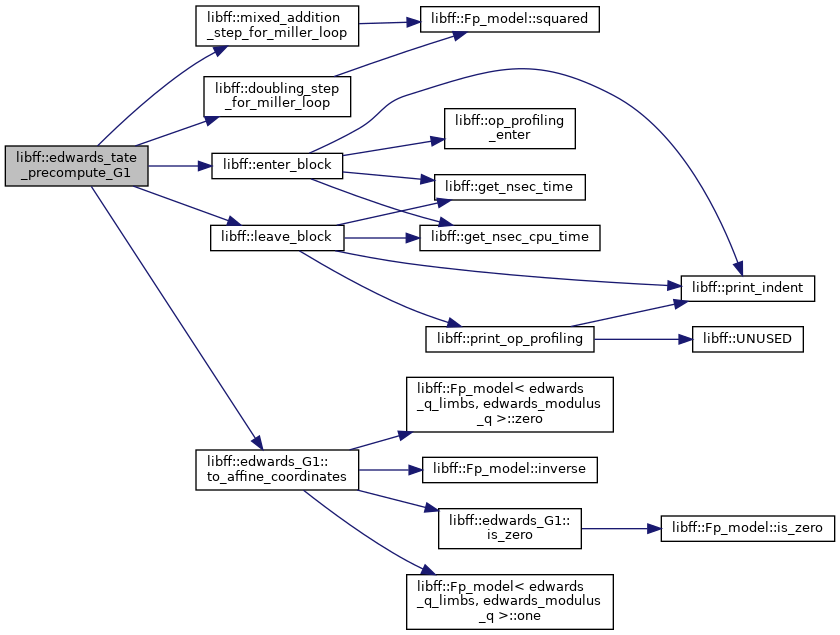 libff::mixed_addition
_step_for_miller_loop
libff::Fp_model::squared
libff::doubling_step
_for_miller_loop
libff::op_profiling
_enter
libff::edwards_tate
_precompute_G1
libff::enter_block
libff::get_nsec_time
libff::leave_block
libff::get_nsec_cpu_time
libff::print_indent
libff::print_op_profiling
libff::UNUSED
libff::Fp_model< edwards
_q_limbs, edwards_modulus
_q >::zero
libff::edwards_G1::
to_affine_coordinates
libff::Fp_model::inverse
libff::edwards_G1::
is_zero
libff::Fp_model::is_zero
libff::Fp_model< edwards
_q_limbs, edwards_modulus
_q >::one